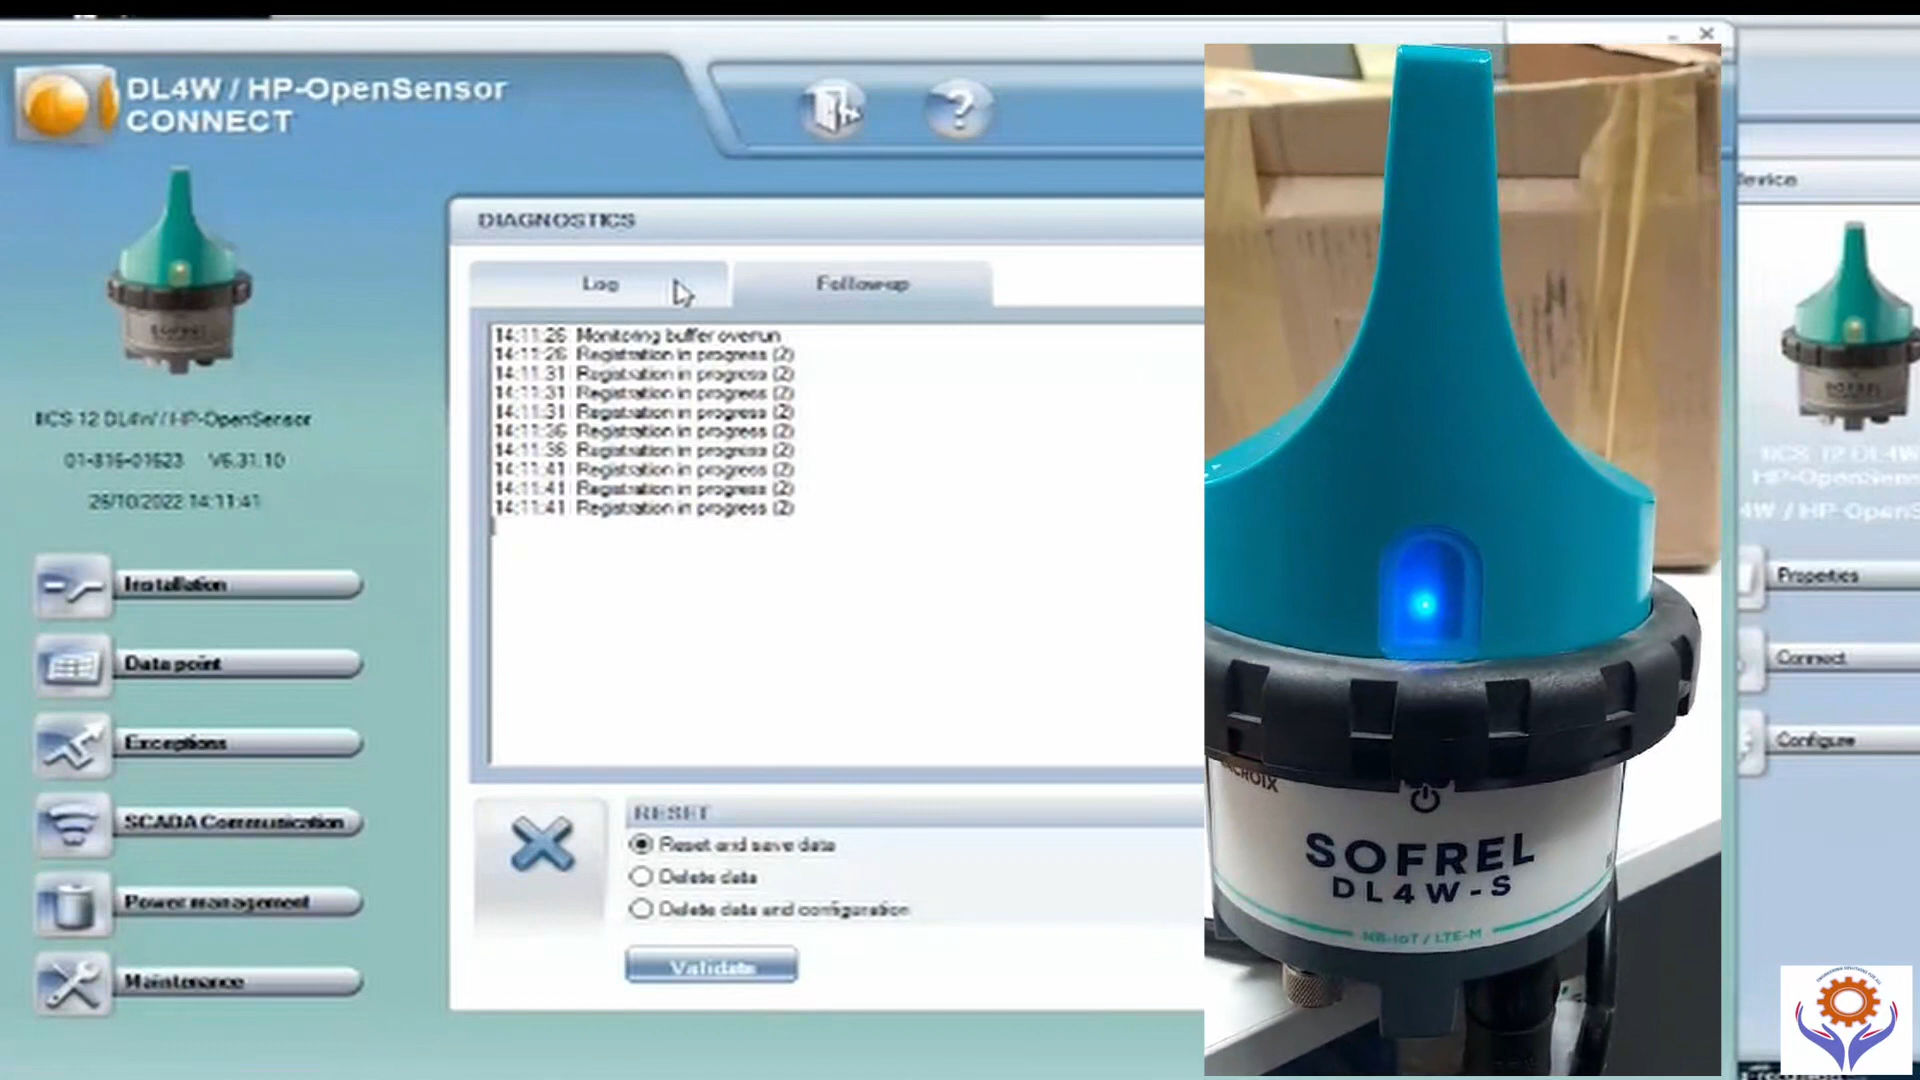 DL4W / HP-OpenSensor
CONNECT
01-816-01623 V6.31.10
26/10/2022 14:11:41
Installation
Data point
Exceptions
SCADA Communication
Power management
Maintenance
DIAGNOSTICS
Log
Follow-up
14:11:26 Monitoring buffer overrun
14:11:26 Registration in progress (2)
14:11:31 Registration in progress (2)
14:11:31 Registration in progress (2)
14:11:31 Registration in progress (2)
14:11:36 Registration in progress (2)
14:11:36 Registration in progress (2)
14:11:41 Registration in progress (2)
14:11:41 Registration in progress (2)
14:11:41 Registration in progress (2)
RESET
Reset and save data
Delete data
Delete data and configuration
Validate
CROIX
SOFREL
DL4W-S
NB-IoT / LTE-M
SOFREL
Properties
Connect
Configure